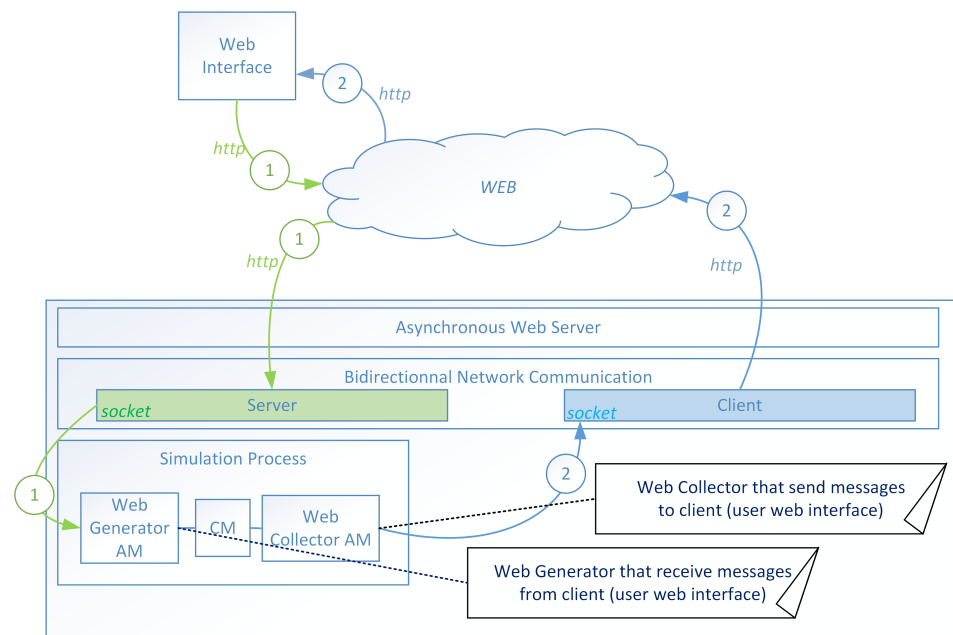 Web
Interface
2
http
http
1
WEB
2
1
http
http
Asynchronous Web Server
Bidirectionnal Network Communication
socket
Server
socket
Client
Simulation Process
2
1
Web
Generator
AM
CM
Web
Collector AM
Web Collector that send messages
to client (user web interface)
Web Generator that receive messages
from client (user web interface)